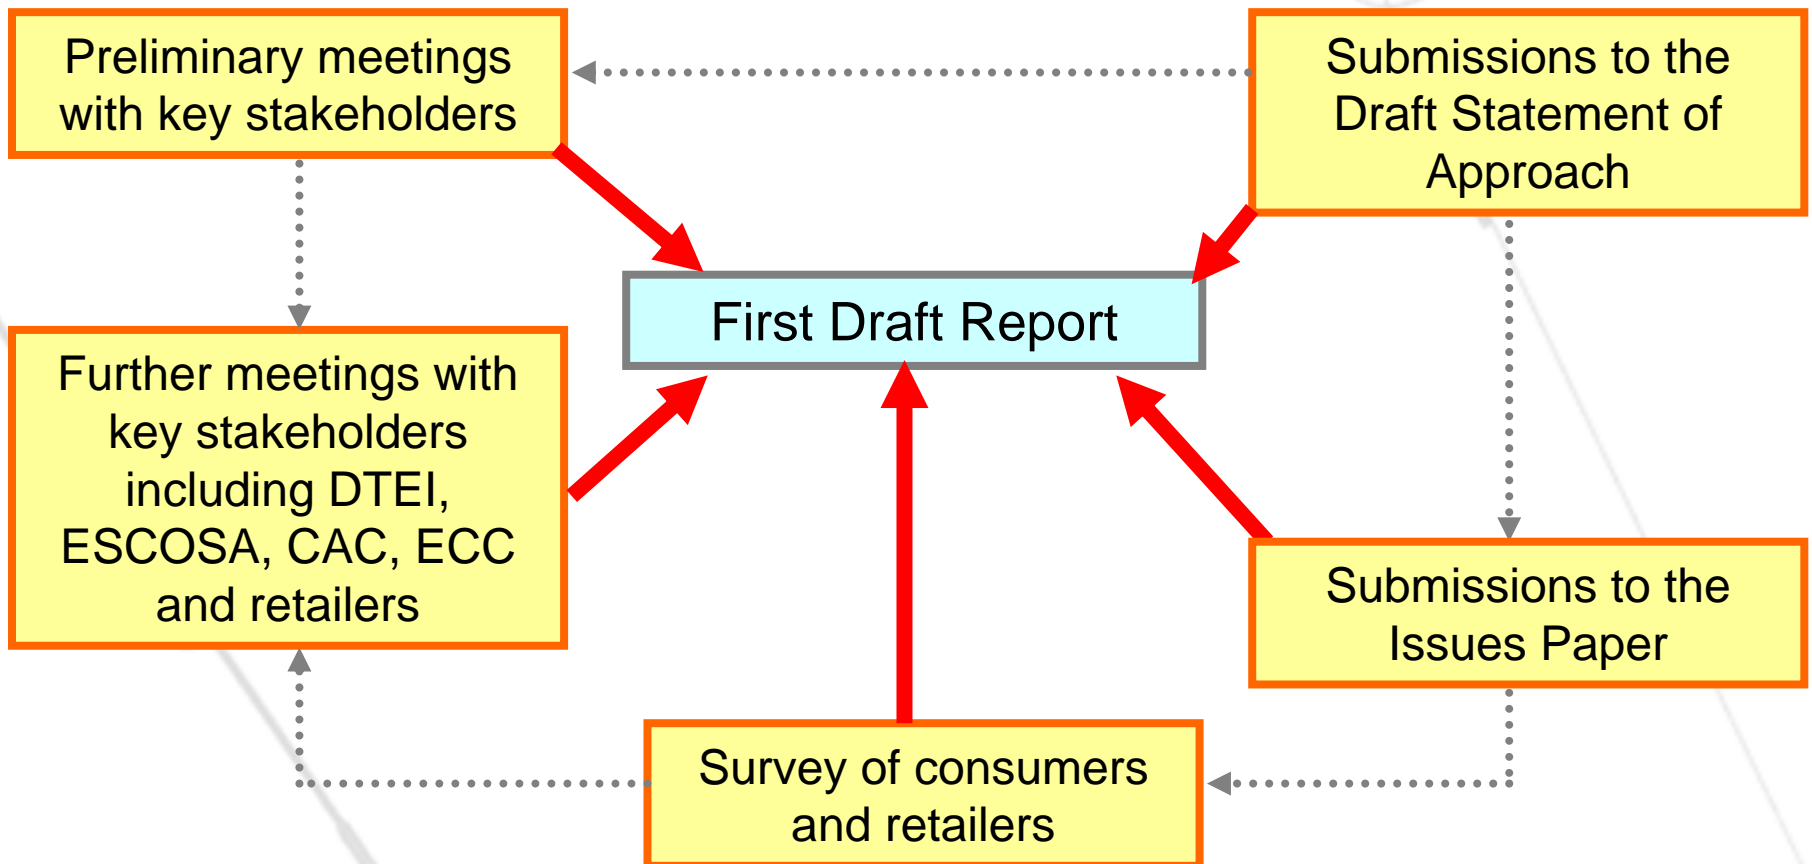 Preliminary meetings
with key stakeholders
Submissions to the
Draft Statement of
Approach
First Draft Report
Further meetings with
key stakeholders
including DTEI,
ESCOSA, CAC, ECC
and retailers
Submissions to the
Issues Paper
Survey of consumers
and retailers